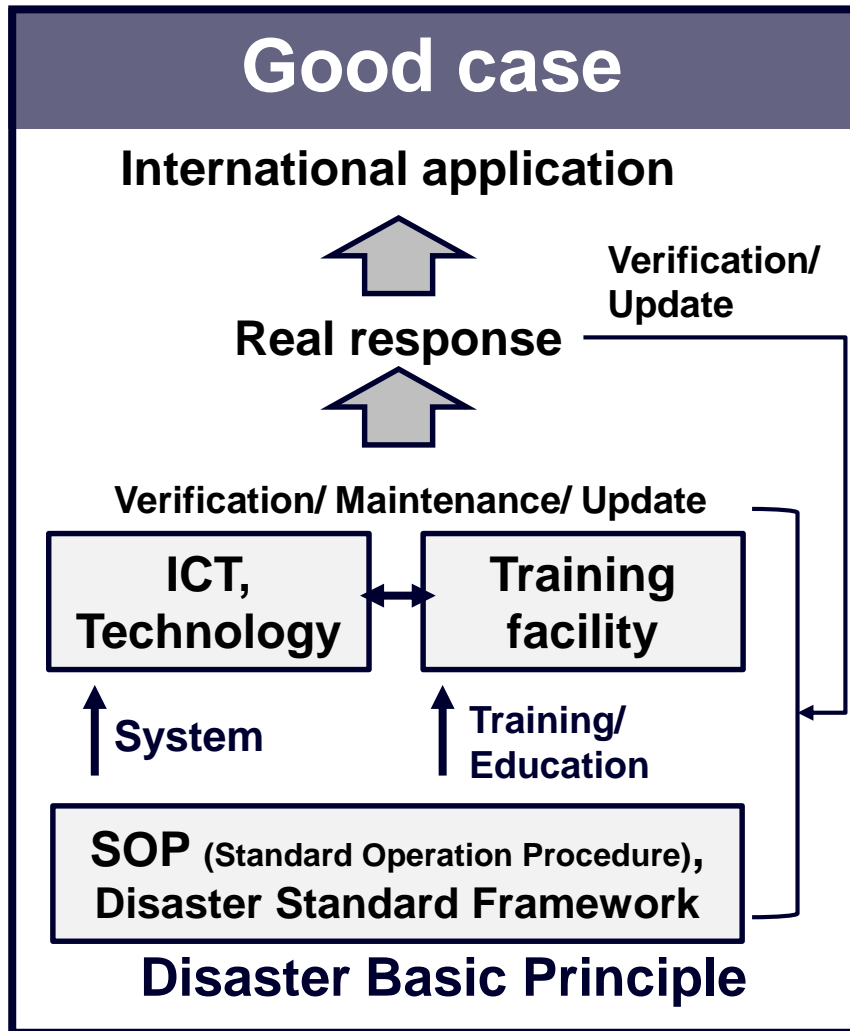 Good case
International application
Verification/
Update
Real response
Verification/ Maintenance/ Update
ICT,
Technology
Training
facility
System
Training/
Education
SOP (Standard Operation Procedure),
Disaster Standard Framework
Disaster Basic Principle